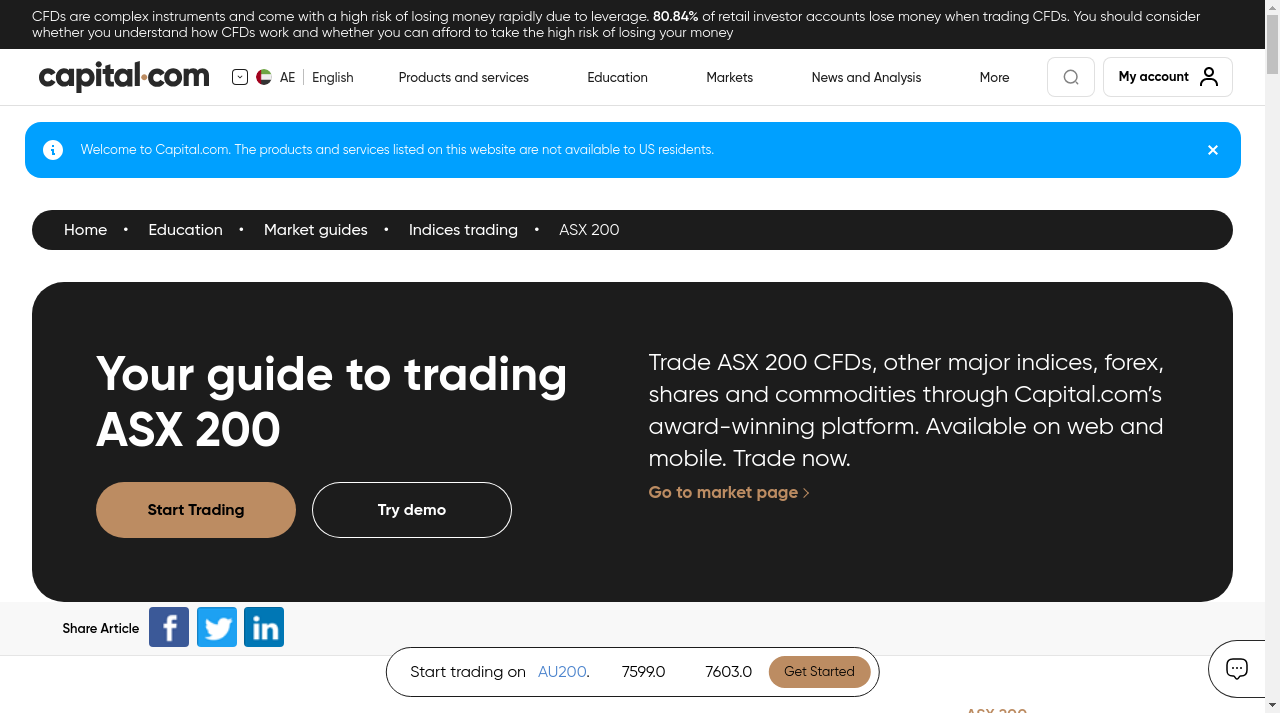 CFDs are complex instruments and come with a high risk of losing money rapidly due to leverage. 80.84% of retail investor accounts lose money when trading CFDs. You should consider
whether you understand how CFDs work and whether you can afford to take the high risk of losing your money
capital.com AE English Products and services Education Markets News and Analysis More My account
Welcome to Capital.com. The products and services listed on this website are not available to US residents.
Home • Education • Market guides • Indices trading • ASX 200
Your guide to trading
ASX 200
Start Trading Try demo
Trade ASX 200 CFDs, other major indices, forex,
shares and commodities through Capital.com's
award-winning platform. Available on web and
mobile. Trade now.
Go to market page
Share Article
Start trading on AU200. 7599.0 7603.0 Get Started
ASX 200